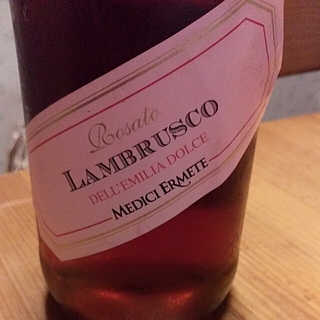 Rosato
LAMBRUSCO
DELL'EMILIA DOLCE
MEDICI ERMETE